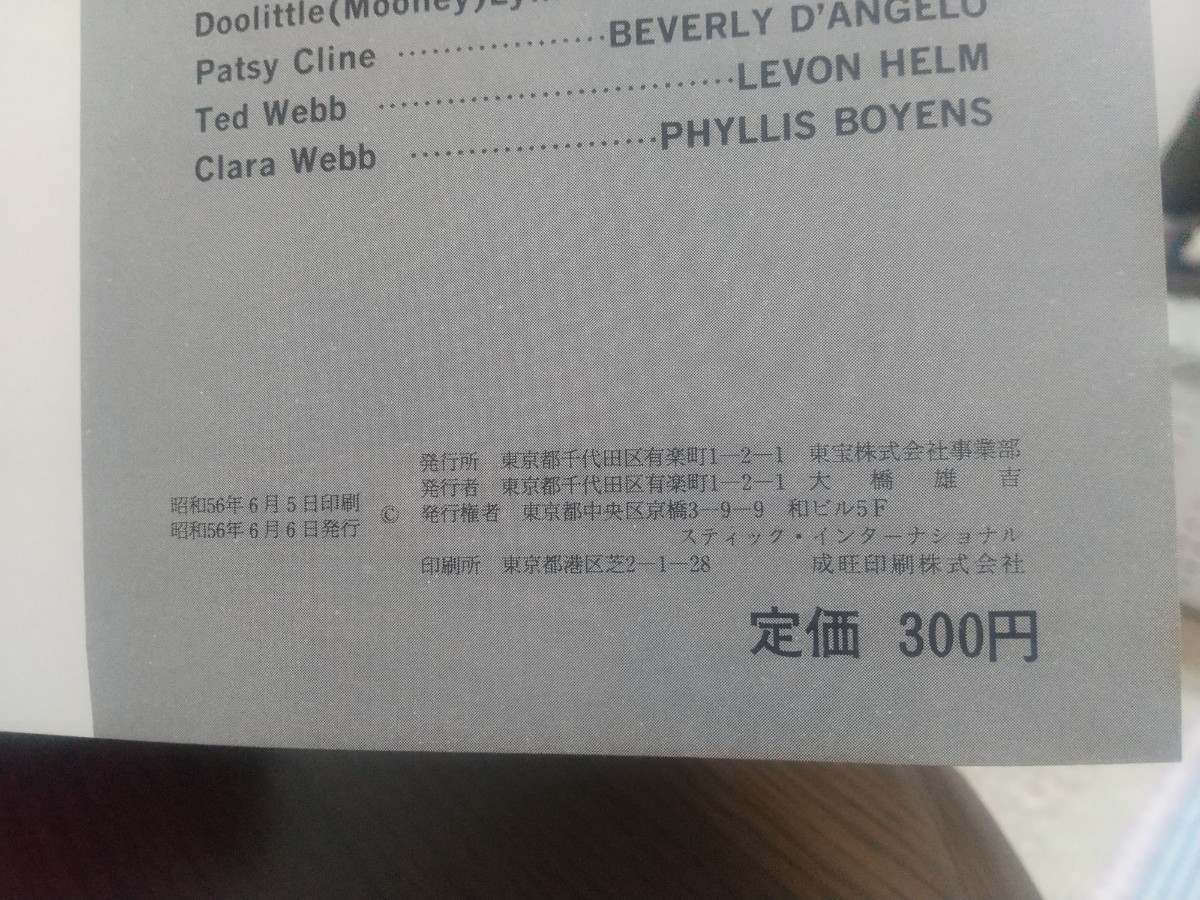 Doolittle(Mooney)
Patsy Cline ··················BEVERLY D'ANGELO
Ted Webb ······························LEVON HELM
Clara Webb ·····················PHYLLIS BOYENS
昭和56年6月5日印刷
昭和56年6月6日発行
©
発行所 東京都千代田区有楽町1―2―1 東宝株式会社事業部
発行者 東京都千代田区有楽町1―2―1 大橋雄吉
発行権者 東京都中央区京橋3―9―9 和ビル5F
スティック・インターナショナル
印刷所 東京都港区芝2―1―28 成旺印刷株式会社
定価 300円